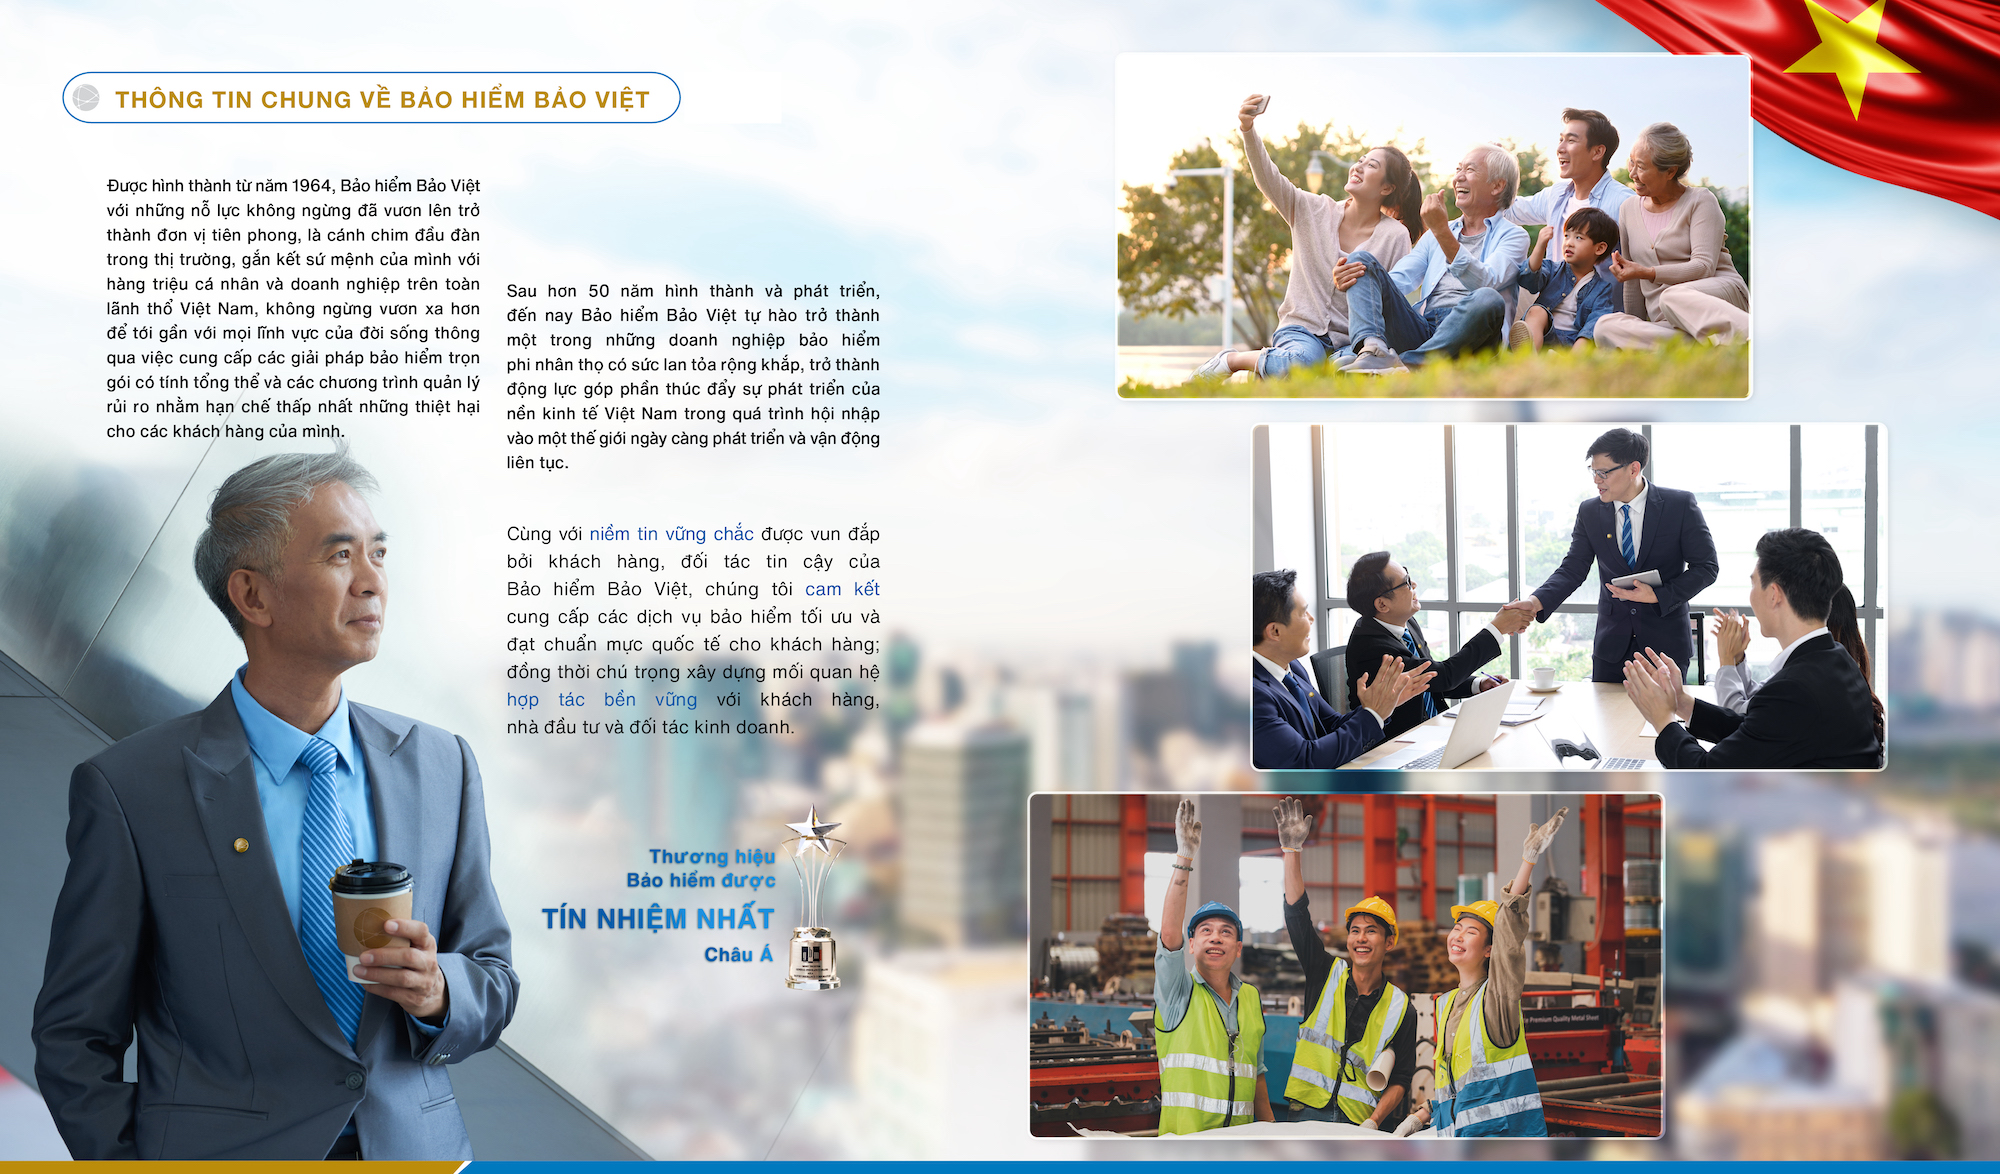 THÔNG TIN CHUNG VỀ BẢO HIỂM BẢO VIỆT
Được hình thành từ năm 1964, Bảo hiểm Bảo Việt
với những nỗ lực không ngừng đã vươn lên trở
thành đơn vị tiên phong, là cánh chim đầu đàn
trong thị trường, gắn kết sứ mệnh của mình với
hàng triệu cá nhân và doanh nghiệp trên toàn
lãnh thổ Việt Nam, không ngừng vươn xa hơn
để tới gần với mọi lĩnh vực của đời sống thông
qua việc cung cấp các giải pháp bảo hiểm trọn
gói có tính tổng thể và các chương trình quản lý
rủi ro nhằm hạn chế thấp nhất những thiệt hại
cho các khách hàng của mình.
Sau hơn 50 năm hình thành và phát triển,
đến nay Bảo hiểm Bảo Việt tự hào trở thành
một trong những doanh nghiệp bảo hiểm
phi nhân thọ có sức lan tỏa rộng khắp, trở thành
động lực góp phần thúc đẩy sự phát triển của
nền kinh tế Việt Nam trong quá trình hội nhập
vào một thế giới ngày càng phát triển và vận động
liên tục.
Cùng với niềm tin vững chắc được vun đắp
bởi khách hàng, đối tác tin cậy của
Bảo hiểm Bảo Việt, chúng tôi cam kết
cung cấp các dịch vụ bảo hiểm tối ưu và
đạt chuẩn mực quốc tế cho khách hàng;
đồng thời chú trọng xây dựng mối quan hệ
hợp tác bền vững với khách hàng,
nhà đầu tư và đối tác kinh doanh.
Thương hiệu
Bảo hiểm được
TÍN NHIỆM NHẤT
Châu Á
Premium Quality Metal Sheet